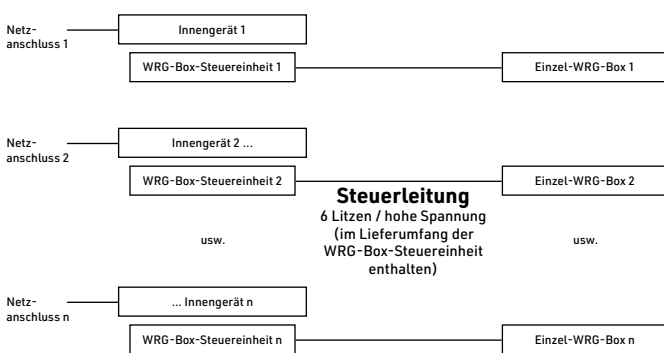 Netz-
anschluss 1
Innengerät 1
WRG-Box-Steuereinheit 1
Einzel-WRG-Box 1
Netz-
anschluss 2
Innengerät 2 ...
WRG-Box-Steuereinheit 2
Einzel-WRG-Box 2
Steuerleitung
6 Litzen / hohe Spannung
(im Lieferumfang der
WRG-Box-Steuereinheit
enthalten)
usw.
usw.
Netz-
anschluss n
... Innengerät n
WRG-Box-Steuereinheit n
Einzel-WRG-Box n